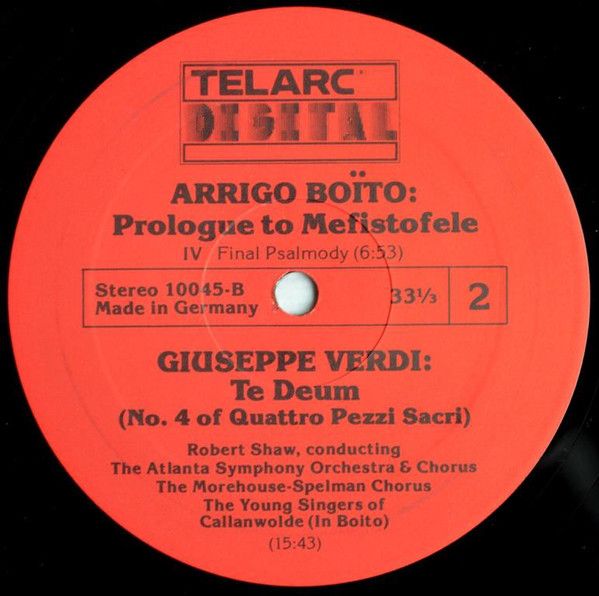 TELARC
DIGITAL
ARRIGO BOÏTO:
Prologue to Mefistofele
IV Final Psalmody (6:53)
Stereo 10045-B
Made in Germany
33⅓
2
GIUSEPPE VERDI:
Te Deum
(No. 4 of Quattro Pezzi Sacri)
Robert Shaw, conducting
The Atlanta Symphony Orchestra & Chorus
The Morehouse-Spelman Chorus
The Young Singers of
Callanwolde (In Boito)
(15:43)